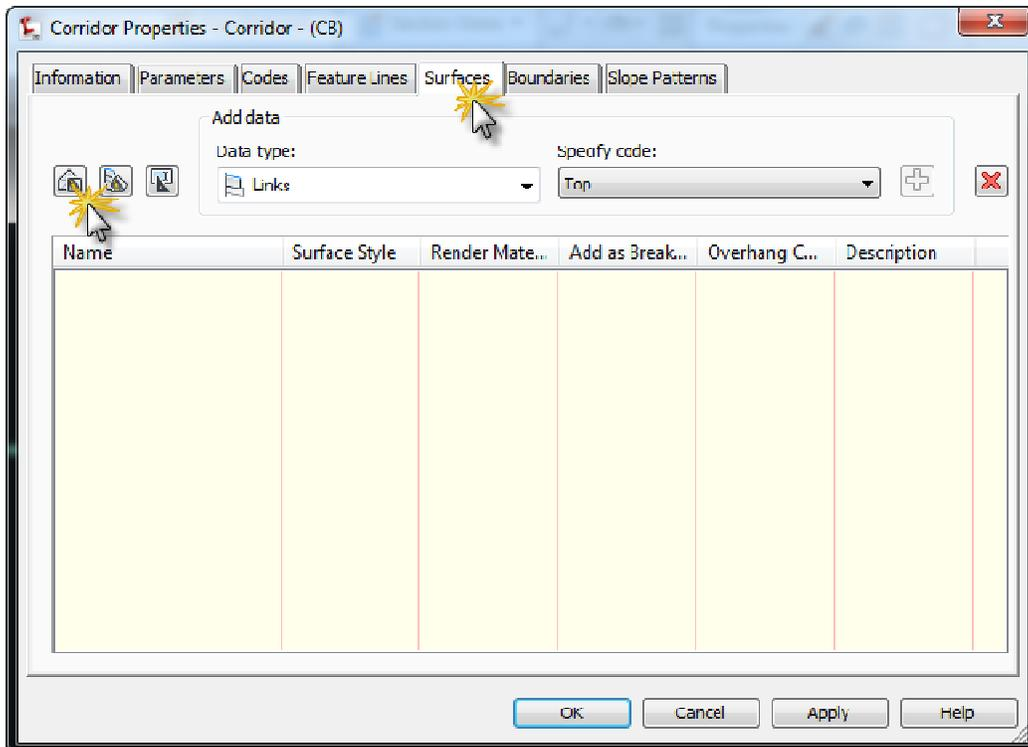 Corridor Properties - Corridor - (CB)
Information Parameters Codes Feature Lines Surfaces Boundaries Slope Patterns
Add data
Data type: Specify code:
Links Top
Name Surface Style Render Mate... Add as Break... Overhang C... Description
OK Cancel Apply Help